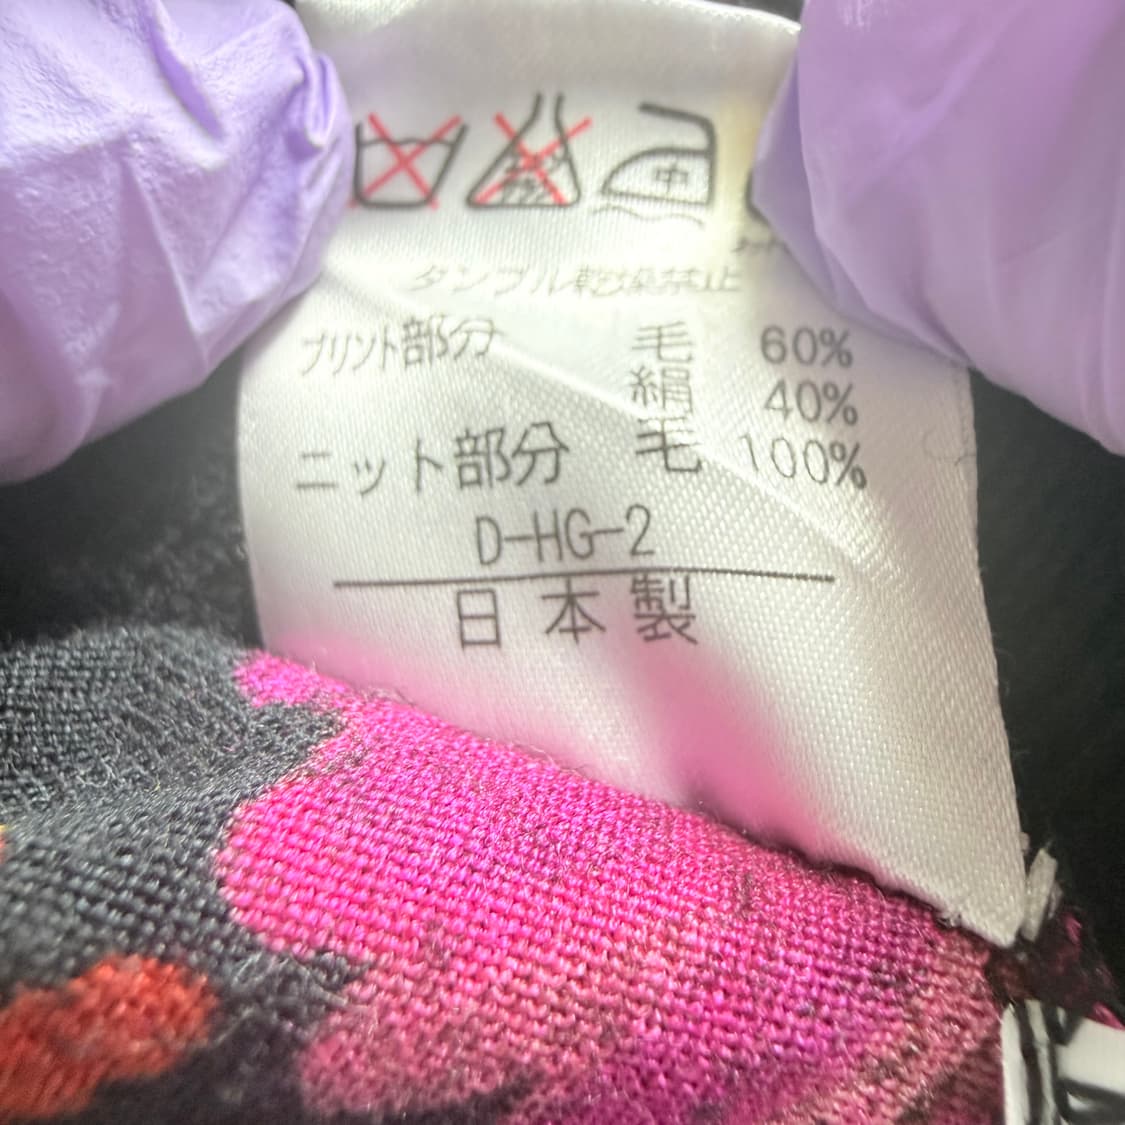 中
タンブル乾燥禁止
プリント部分 毛 60%
絹 40%
ニット部分 毛 100%
D-HG-2
日本製